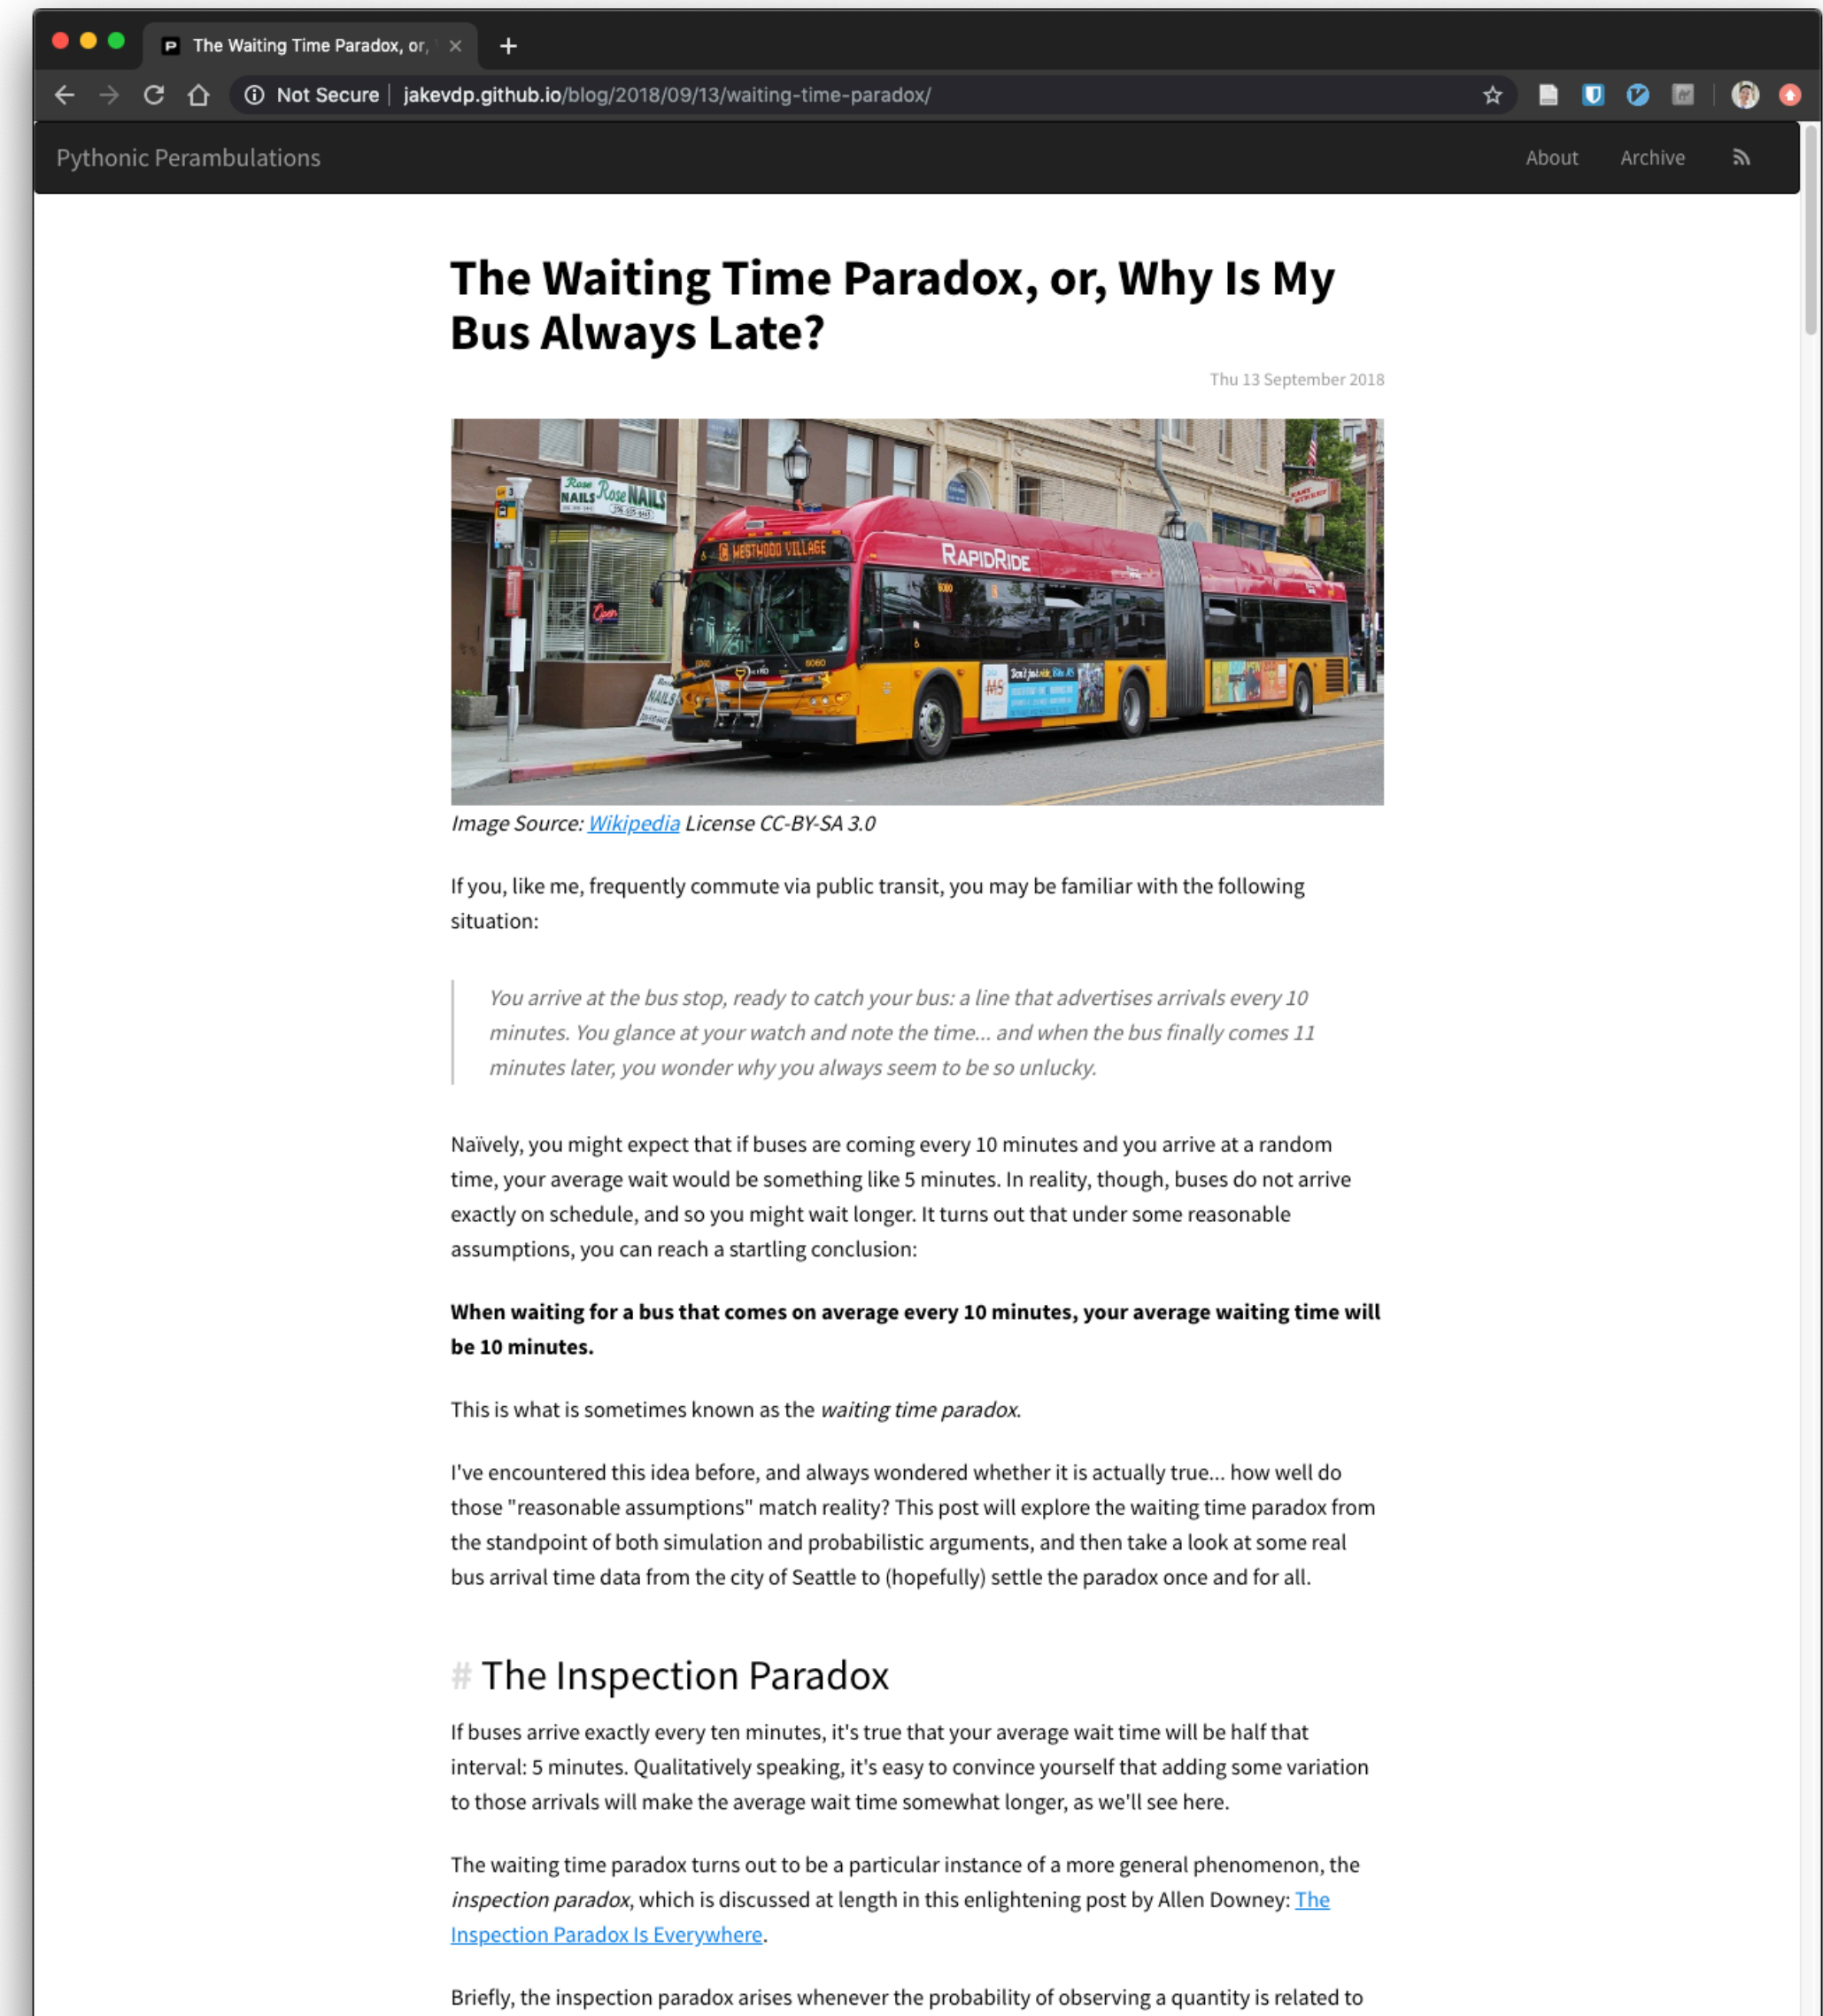 The Waiting Time Paradox, or,
Not Secure
jakevdp.github.io/blog/2018/09/13/waiting-time-paradox/
Pythonic Perambulations
About
Archive
The Waiting Time Paradox, or, Why Is My
Bus Always Late?
Thu 13 September 2018
Rose
NAILS
Rose NAILS
3
EASY
STREET
WESTWOOD VILLAGE
RAPIDRIDE
6000
Open
6060
6060
Don't just ride, Bike MS
MS
NAILS
Image Source: Wikipedia License CC-BY-SA 3.0
If you, like me, frequently commute via public transit, you may be familiar with the following
situation:
You arrive at the bus stop, ready to catch your bus: a line that advertises arrivals every 10
minutes. You glance at your watch and note the time... and when the bus finally comes 11
minutes later, you wonder why you always seem to be so unlucky.
Naïvely, you might expect that if buses are coming every 10 minutes and you arrive at a random
time, your average wait would be something like 5 minutes. In reality, though, buses do not arrive
exactly on schedule, and so you might wait longer. It turns out that under some reasonable
assumptions, you can reach a startling conclusion:
When waiting for a bus that comes on average every 10 minutes, your average waiting time will
be 10 minutes.
This is what is sometimes known as the waiting time paradox.
I've encountered this idea before, and always wondered whether it is actually true... how well do
those "reasonable assumptions" match reality? This post will explore the waiting time paradox from
the standpoint of both simulation and probabilistic arguments, and then take a look at some real
bus arrival time data from the city of Seattle to (hopefully) settle the paradox once and for all.
# The Inspection Paradox
If buses arrive exactly every ten minutes, it's true that your average wait time will be half that
interval: 5 minutes. Qualitatively speaking, it's easy to convince yourself that adding some variation
to those arrivals will make the average wait time somewhat longer, as we'll see here.
The waiting time paradox turns out to be a particular instance of a more general phenomenon, the
inspection paradox, which is discussed at length in this enlightening post by Allen Downey: The
Inspection Paradox Is Everywhere.
Briefly, the inspection paradox arises whenever the probability of observing a quantity is related to